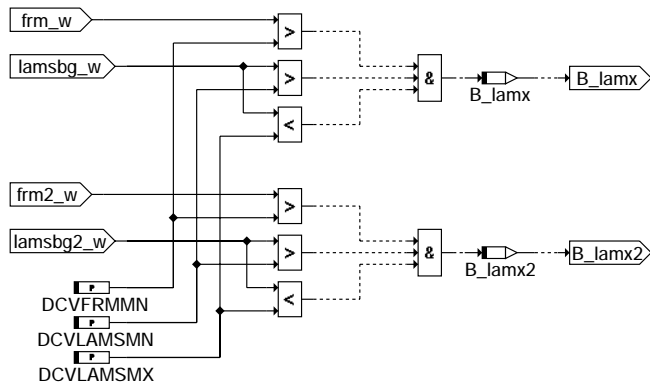 frm_w
>
lamsbg_w
>
&
B_lamx
B_lamx
<
frm2_w
>
lamsbg2_w
>
&
B_lamx2
B_lamx2
<
P
DCVFRMMN
P
DCVLAMSMN
P
DCVLAMSMX